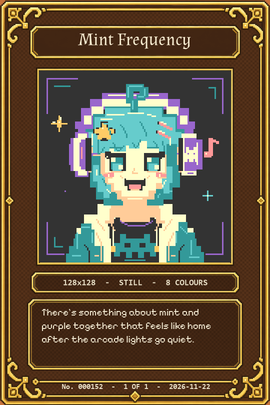 Mint Frequency
128x128 - STILL - 8 COLOURS
There's something about mint and
purple together that feels like home
after the arcade lights go quiet.
No. 000152 - 1 OF 1 - 2026-11-22